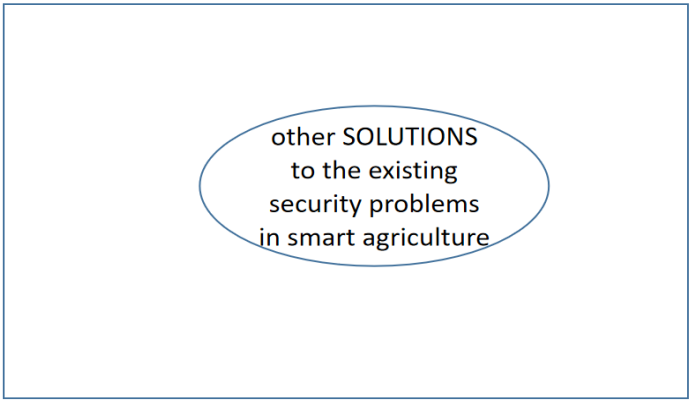 other SOLUTIONS
to the existing
security problems
in smart agriculture